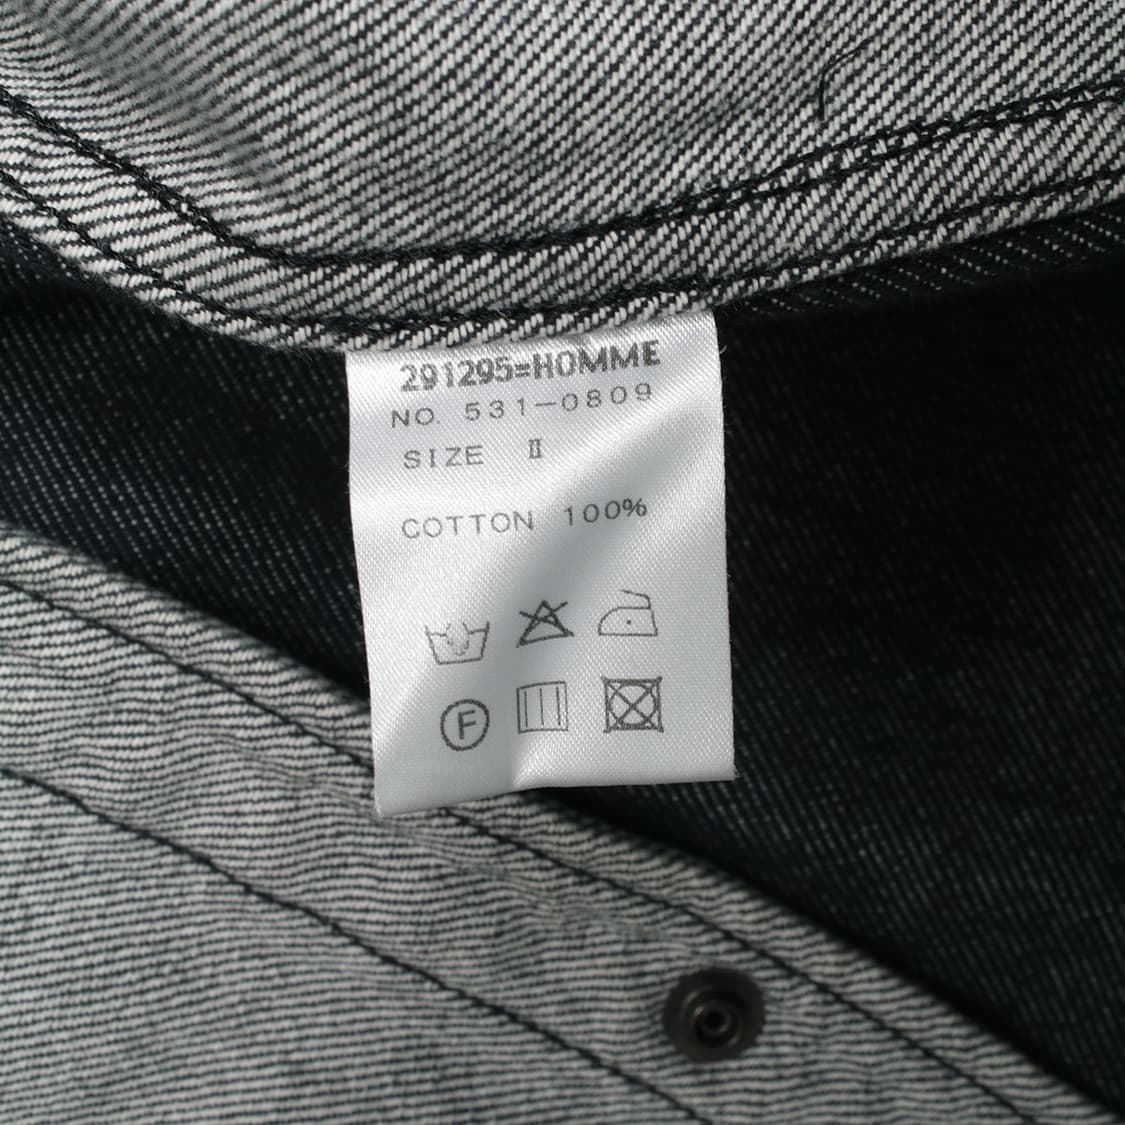 291295=HOMME
NO. 531-0809
SIZE Ⅱ
COTTON 100%
F